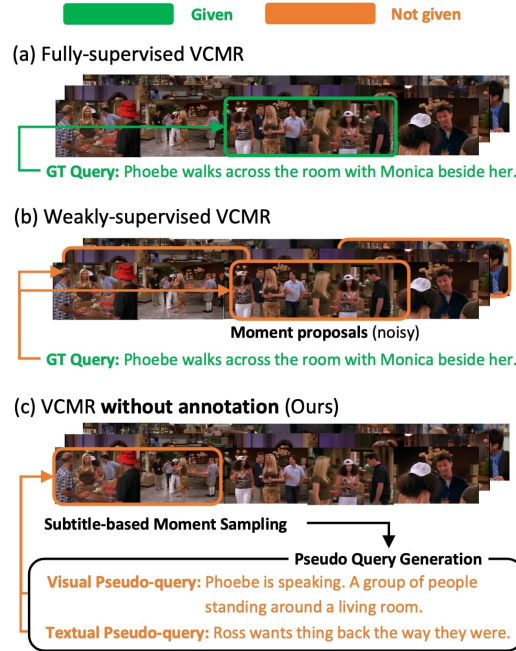 Given Not given
(a) Fully-supervised VCMR
GT Query: Phoebe walks across the room with Monica beside her.
(b) Weakly-supervised VCMR
Moment proposals (noisy)
GT Query: Phoebe walks across the room with Monica beside her.
(c) VCMR without annotation (Ours)
Subtitle-based Moment Sampling
Pseudo Query Generation
Visual Pseudo-query: Phoebe is speaking. A group of people
standing around a living room.
Textual Pseudo-query: Ross wants thing back the way they were.